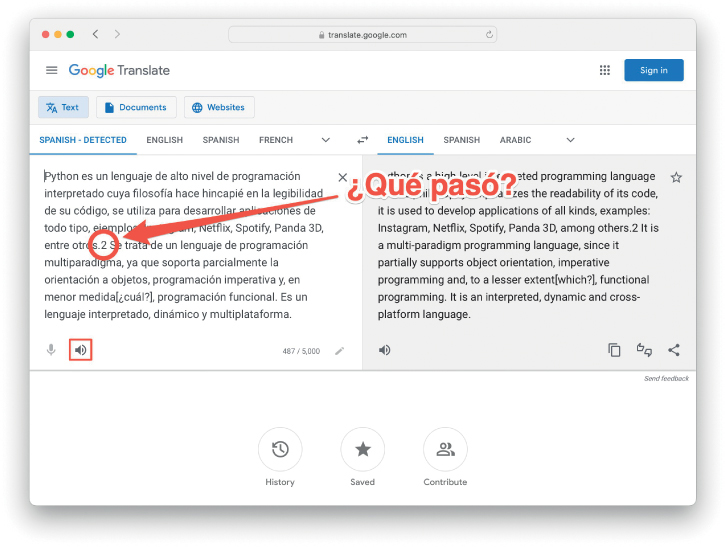 translate.google.com
Google Translate
Sign in
Text
Documents
Websites
SPANISH - DETECTED
ENGLISH
SPANISH
FRENCH
ENGLISH
SPANISH
ARABIC
Python es un lenguaje de alto nivel de programación
interpretado cuya filosofía hace hincapié en la legibilidad
de su código, se utiliza para desarrollar aplicaciones de
todo tipo, ejemplos: Instagram, Netflix, Spotify, Panda 3D,
entre otros.2 Se trata de un lenguaje de programación
multiparadigma, ya que soporta parcialmente la
orientación a objetos, programación imperativa y, en
menor medida[¿cuál?], programación funcional. Es un
lenguaje interpretado, dinámico y multiplataforma.
487 / 5,000
¿Qué pasó?
Python is a high level interpreted programming language
the readability of its code,
it is used to develop applications of all kinds, examples:
Instagram, Netflix, Spotify, Panda 3D, among others.2 It is
a multi-paradigm programming language, since it
partially supports object orientation, imperative
programming and, to a lesser extent[which?], functional
programming. It is an interpreted, dynamic and cross-
platform language.
Send feedback
History
Saved
Contribute